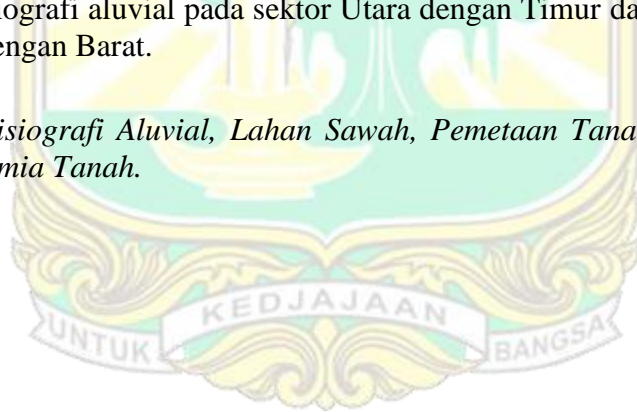 iografi aluvial pada sektor Utara dengan Timur da
engan Barat.
isiografi Aluvial, Lahan Sawah, Pemetaan Tana
mia Tanah.
UNTUK KEDJAJAAN BANGSA